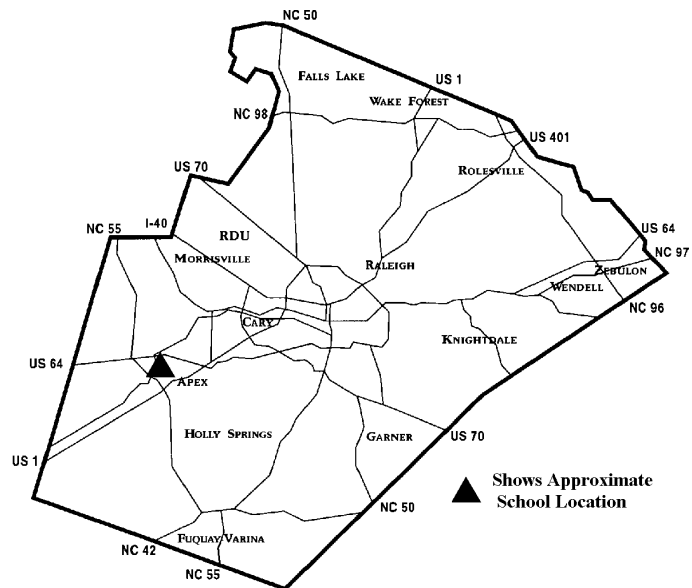 NC 50
FALLS LAKE
US 1
WAKE FOREST
NC 98
US 401
US 70
ROLESVILLE
NC 55
I-40
RDU
US 64
MORRISVILLE
NC 97
RALEIGH
ZEBULON
WENDELL
NC 96
CARY
KNIGHTDALE
US 64
APEX
HOLLY SPRINGS
GARNER
US 70
US 1
Shows Approximate
School Location
NC 50
FUQUAY VARINA
NC 42
NC 55